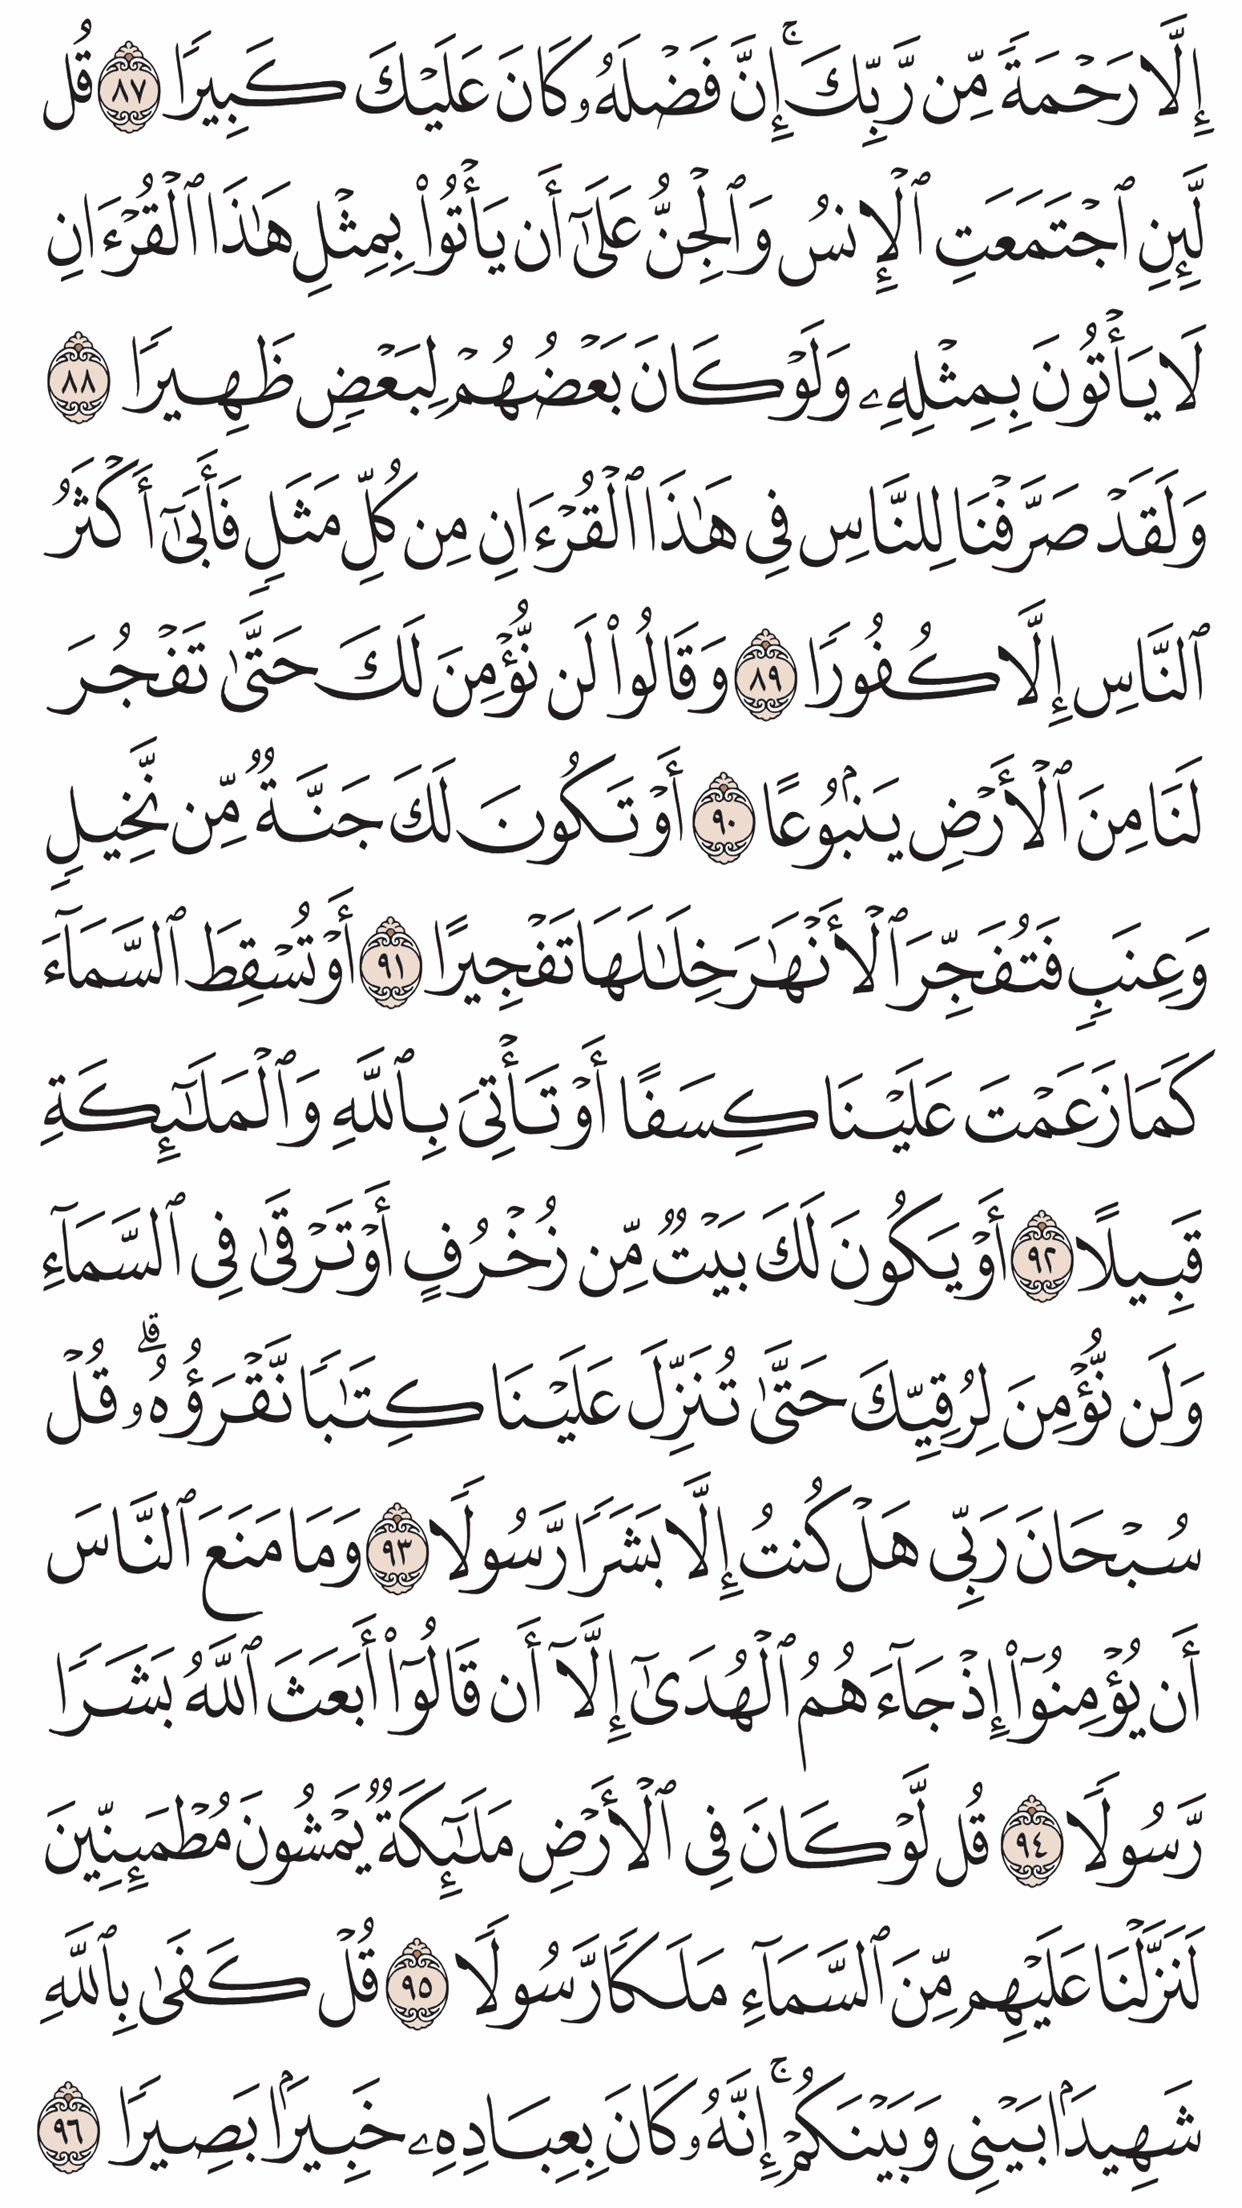 إِلَّا رَحْمَةً مِّن رَّبِّكَ ۚ إِنَّ فَضْلَهُۥ كَانَ عَلَيْكَ كَبِيرًا ٨٧ قُل
لَّئِنِ ٱجْتَمَعَتِ ٱلْإِنسُ وَٱلْجِنُّ عَلَىٰٓ أَن يَأْتُوا۟ بِمِثْلِ هَٰذَا ٱلْقُرْءَانِ
لَا يَأْتُونَ بِمِثْلِهِۦ وَلَوْ كَانَ بَعْضُهُمْ لِبَعْضٍ ظَهِيرًا ٨٨
وَلَقَدْ صَرَّفْنَا لِلنَّاسِ فِى هَٰذَا ٱلْقُرْءَانِ مِن كُلِّ مَثَلٍ فَأَبَىٰٓ أَكْثَرُ
ٱلنَّاسِ إِلَّا كُفُورًا ٨٩ وَقَالُوا۟ لَن نُّؤْمِنَ لَكَ حَتَّىٰ تَفْجُرَ
لَنَا مِنَ ٱلْأَرْضِ يَنۢبُوعًا ٩٠ أَوْ تَكُونَ لَكَ جَنَّةٌ مِّن نَّخِيلٍ
وَعِنَبٍ فَتُفَجِّرَ ٱلْأَنْهَٰرَ خِلَٰلَهَا تَفْجِيرًا ٩١ أَوْ تُسْقِطَ ٱلسَّمَآءَ
كَمَا زَعَمْتَ عَلَيْنَا كِسَفًا أَوْ تَأْتِىَ بِٱللَّهِ وَٱلْمَلَٰٓئِكَةِ
قَبِيلًا ٩٢ أَوْ يَكُونَ لَكَ بَيْتٌ مِّن زُخْرُفٍ أَوْ تَرْقَىٰ فِى ٱلسَّمَآءِ
وَلَن نُّؤْمِنَ لِرُقِيِّكَ حَتَّىٰ تُنَزِّلَ عَلَيْنَا كِتَٰبًا نَّقْرَؤُهُۥ ۗ قُلْ
سُبْحَانَ رَبِّى هَلْ كُنتُ إِلَّا بَشَرًا رَّسُولًا ٩٣ وَمَا مَنَعَ ٱلنَّاسَ
أَن يُؤْمِنُوٓا۟ إِذْ جَآءَهُمُ ٱلْهُدَىٰٓ إِلَّآ أَن قَالُوٓا۟ أَبَعَثَ ٱللَّهُ بَشَرًا
رَّسُولًا ٩٤ قُل لَّوْ كَانَ فِى ٱلْأَرْضِ مَلَٰٓئِكَةٌ يَمْشُونَ مُطْمَئِنِّينَ
لَنَزَّلْنَا عَلَيْهِم مِّنَ ٱلسَّمَآءِ مَلَكًا رَّسُولًا ٩٥ قُلْ كَفَىٰ بِٱللَّهِ
شَهِيدًۢا بَيْنِى وَبَيْنَكُمْ ۚ إِنَّهُۥ كَانَ بِعِبَادِهِۦ خَبِيرًۢا بَصِيرًا ٩٦